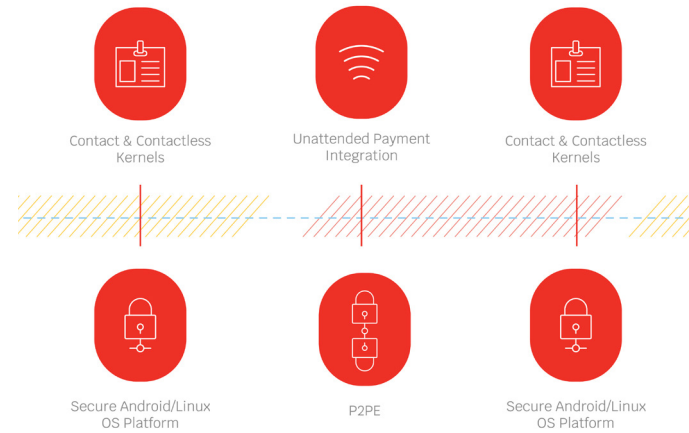 Contact & Contactless
Kernels
Unattended Payment
Integration
Contact & Contactless
Kernels
Secure Android/Linux
OS Platform
P2PE
Secure Android/Linux
OS Platform